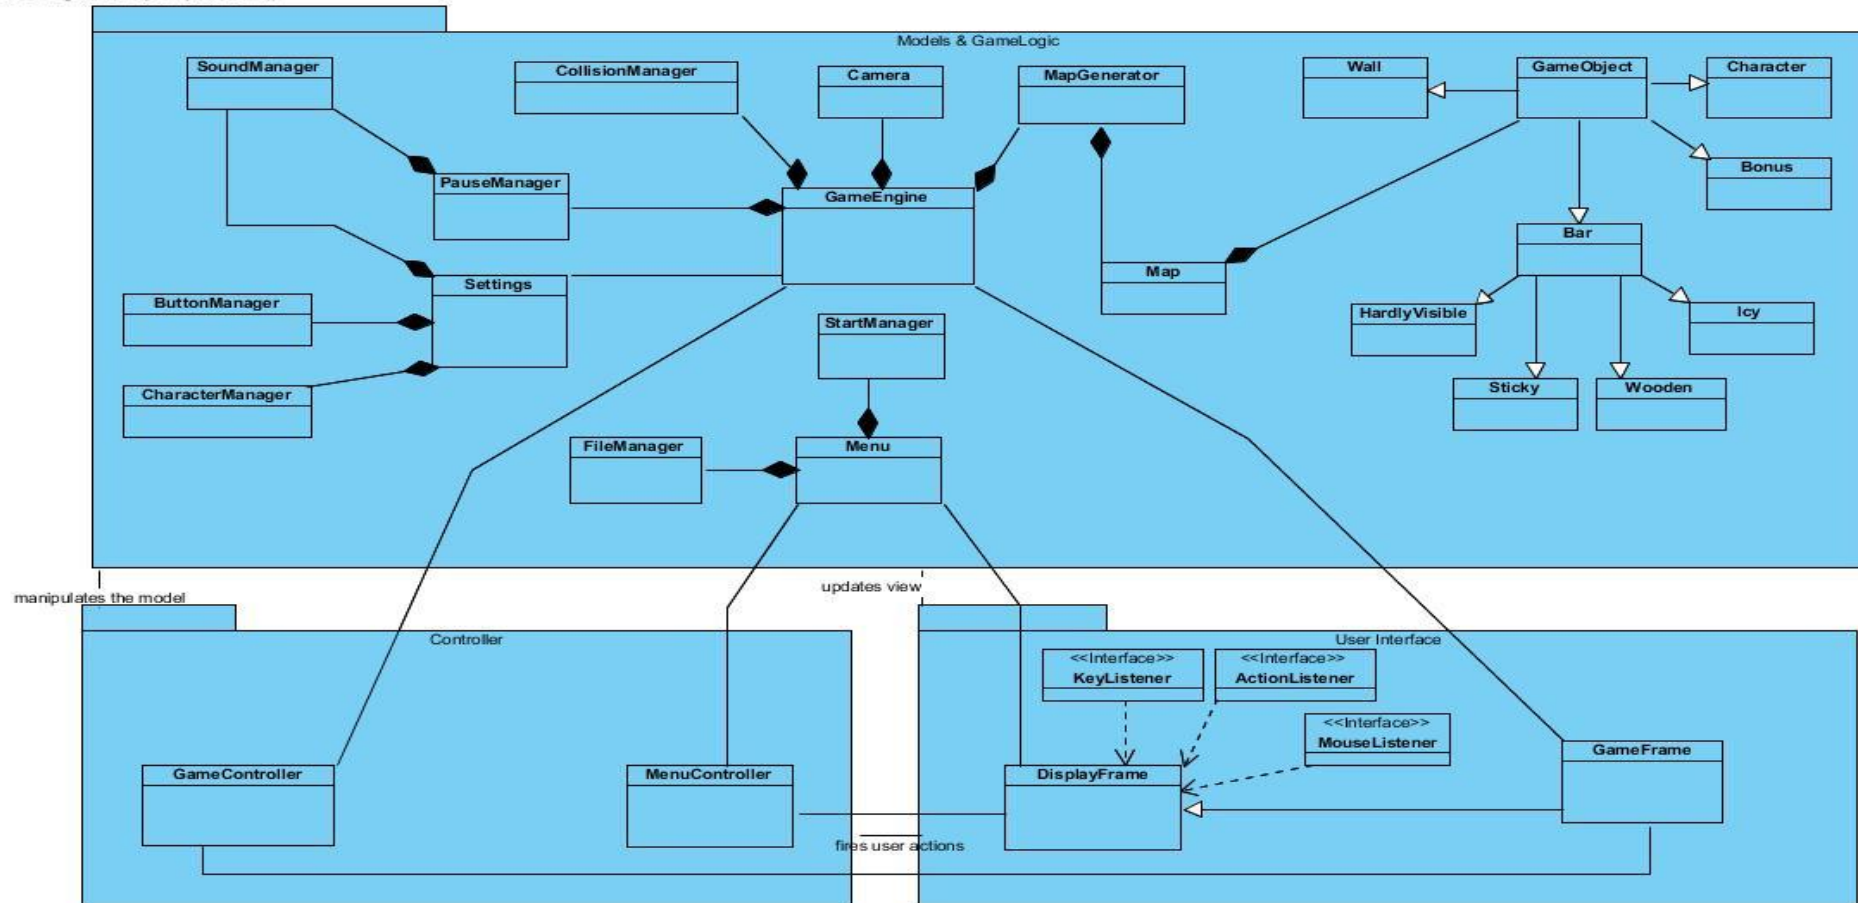 Models & GameLogic
SoundManager
CollisionManager
Camera
MapGenerator
Wall
GameObject
Character
PauseManager
GameEngine
Bonus
Bar
Settings
Map
ButtonManager
StartManager
HardlyVisible
Icy
CharacterManager
Sticky
Wooden
FileManager
Menu
manipulates the model
updates view
Controller
User Interface
<<Interface>>
KeyListener
<<Interface>>
ActionListener
<<Interface>>
MouseListener
GameFrame
GameController
MenuController
DisplayFrame
fires user actions